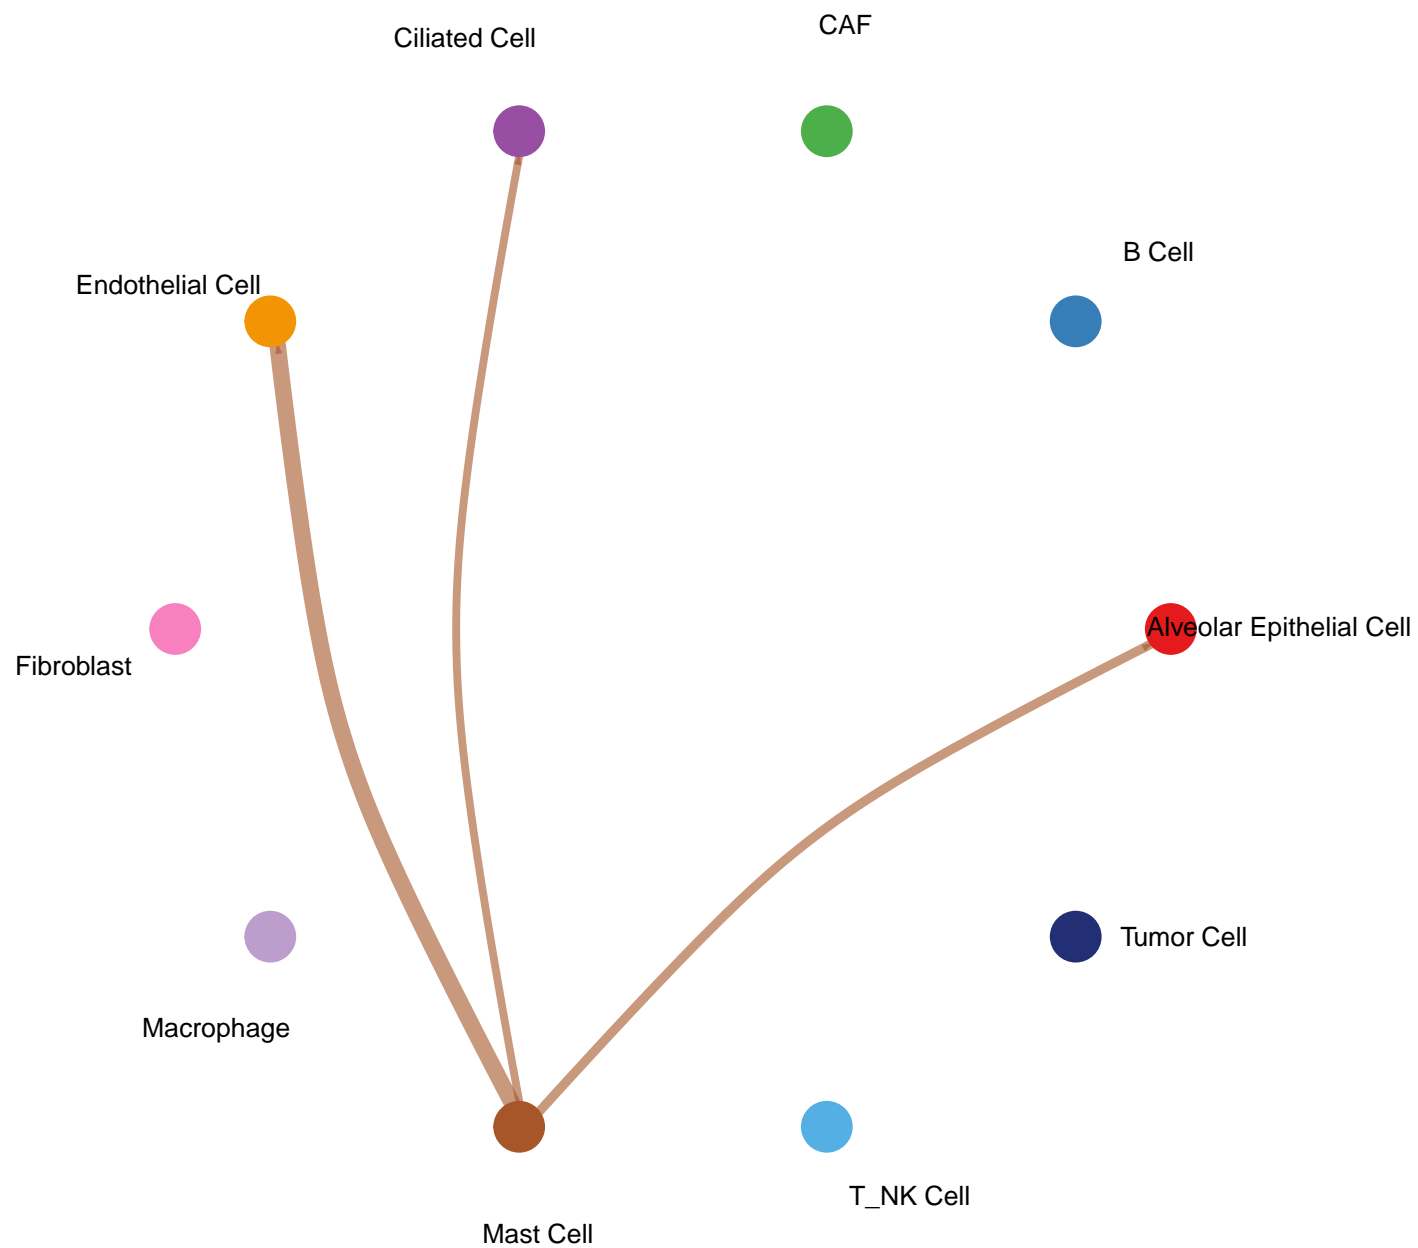 CAF
Ciliated Cell
B Cell
Endothelial Cell
Alveolar Epithelial Cell
Fibroblast
Tumor Cell
Macrophage
T_NK Cell
Mast Cell